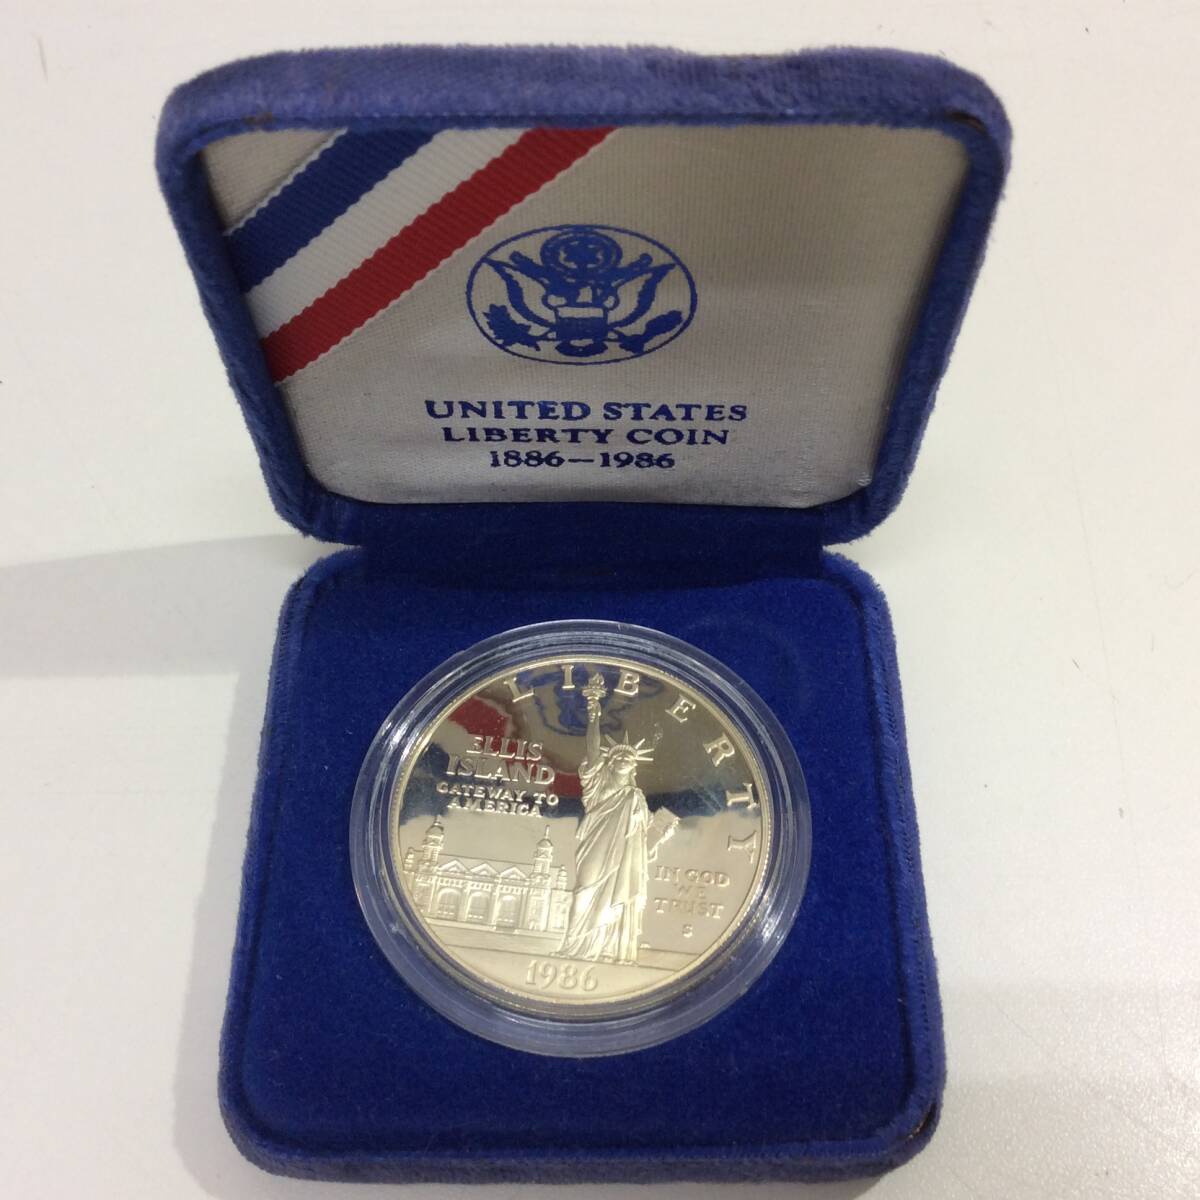 UNITED STATES
LIBERTY COIN
1886-1986
LIBERTY
ELLIS
ISLAND
GATEWAY TO
AMERICA
IN GOD
WE
TRUST
S
1986